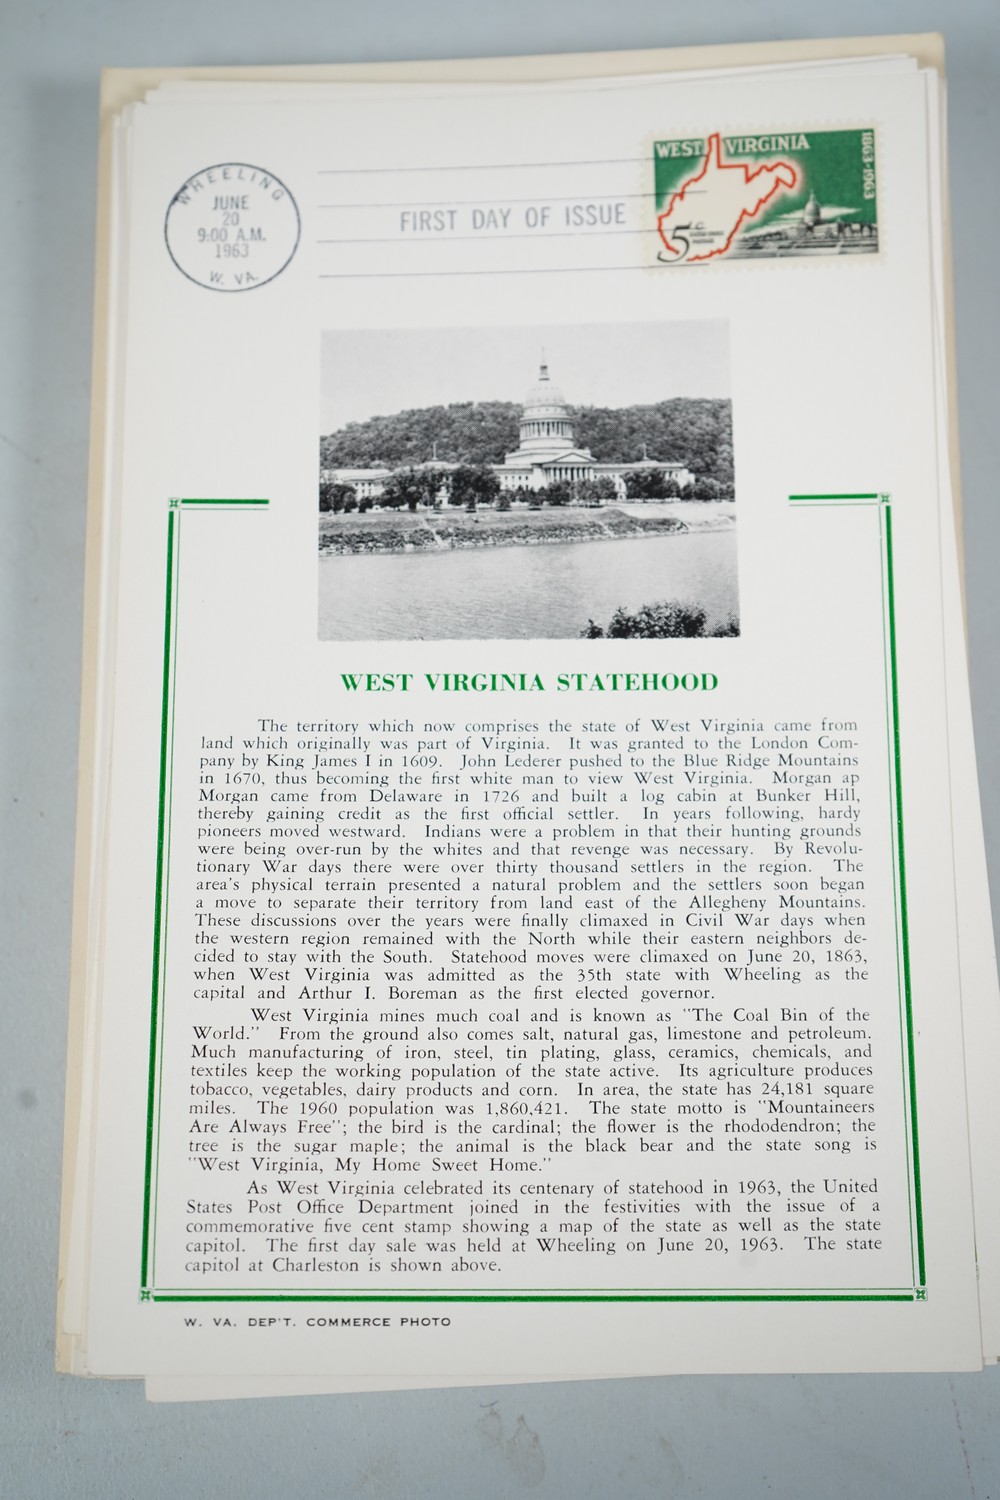 WHEELING
JUNE
20
9:00 A.M.
1963
W. VA.
FIRST DAY OF ISSUE
WEST VIRGINIA
1863-1963
5c
WEST VIRGINIA STATEHOOD
The territory which now comprises the state of West Virginia came from
land which originally was part of Virginia. It was granted to the London Com-
pany by King James I in 1609. John Lederer pushed to the Blue Ridge Mountains
in 1670, thus becoming the first white man to view West Virginia. Morgan ap
Morgan came from Delaware in 1726 and built a log cabin at Bunker Hill,
thereby gaining credit as the first official settler. In years following, hardy
pioneers moved westward. Indians were a problem in that their hunting grounds
were being over-run by the whites and that revenge was necessary. By Revolu-
tionary War days there were over thirty thousand settlers in the region. The
area's physical terrain presented a natural problem and the settlers soon began
a move to separate their territory from land east of the Allegheny Mountains.
These discussions over the years were finally climaxed in Civil War days when
the western region remained with the North while their eastern neighbors de-
cided to stay with the South. Statehood moves were climaxed on June 20, 1863,
when West Virginia was admitted as the 35th state with Wheeling as the
capital and Arthur I. Boreman as the first elected governor.
West Virginia mines much coal and is known as "The Coal Bin of the
World." From the ground also comes salt, natural gas, limestone and petroleum.
Much manufacturing of iron, steel, tin plating, glass, ceramics, chemicals, and
textiles keep the working population of the state active. Its agriculture produces
tobacco, vegetables, dairy products and corn. In area, the state has 24,181 square
miles. The 1960 population was 1,860,421. The state motto is "Mountaineers
Are Always Free"; the bird is the cardinal; the flower is the rhododendron; the
tree is the sugar maple; the animal is the black bear and the state song is
"West Virginia, My Home Sweet Home."
As West Virginia celebrated its centenary of statehood in 1963, the United
States Post Office Department joined in the festivities with the issue of a
commemorative five cent stamp showing a map of the state as well as the state
capitol. The first day sale was held at Wheeling on June 20, 1963. The state
capitol at Charleston is shown above.
W. VA. DEP'T. COMMERCE PHOTO